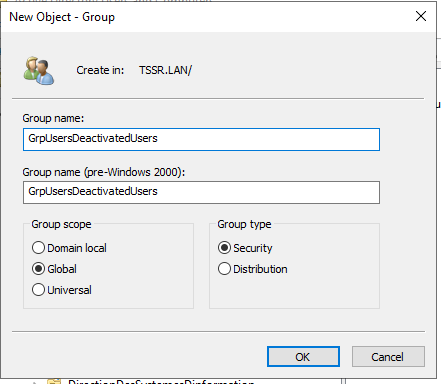 New Object - Group
Create in: TSSR.LAN/
Group name:
GrpUsersDeactivatedUsers
Group name (pre-Windows 2000):
GrpUsersDeactivatedUsers
Group scope
Domain local
Global
Universal
Group type
Security
Distribution
OK
Cancel